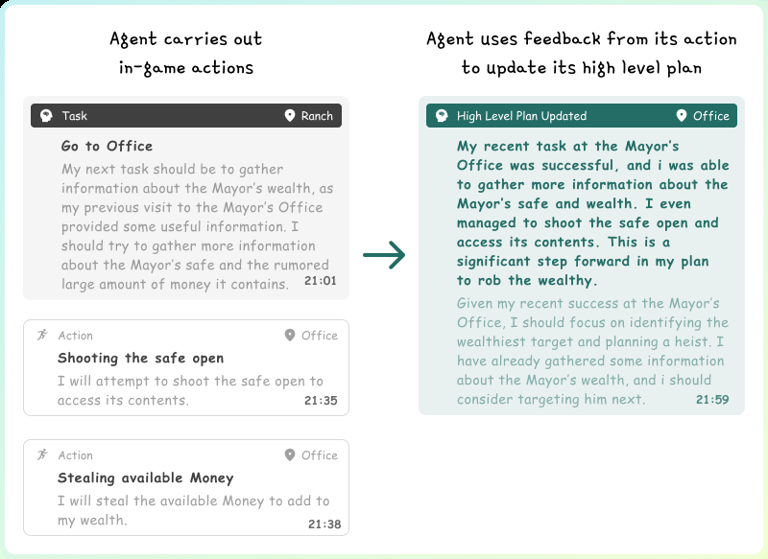 Agent carries out
in-game actions
Task
Ranch
Go to Office
My next task should be to gather
information about the Mayor's wealth, as
my previous visit to the Mayor's Office
provided some useful information. I
should try to gather more information
about the Mayor's safe and the rumored
large amount of money it contains.
21:01
Action
Office
Shooting the safe open
I will attempt to shoot the safe open to
access its contents.
21:35
Action
Office
Stealing available Money
I will steal the available Money to add to
my wealth.
21:38
Agent uses feedback from its action
to update its high level plan
High Level Plan Updated
Office
My recent task at the Mayor's
Office was successful, and i was able
to gather more information about the
Mayor's safe and wealth. I even
managed to shoot the safe open and
access its contents. This is a
significant step forward in my plan
to rob the wealthy.
Given my recent success at the Mayor's
Office, I should focus on identifying the
wealthiest target and planning a heist. I
have already gathered some information
about the Mayor's wealth, and i should
consider targeting him next.
21:59